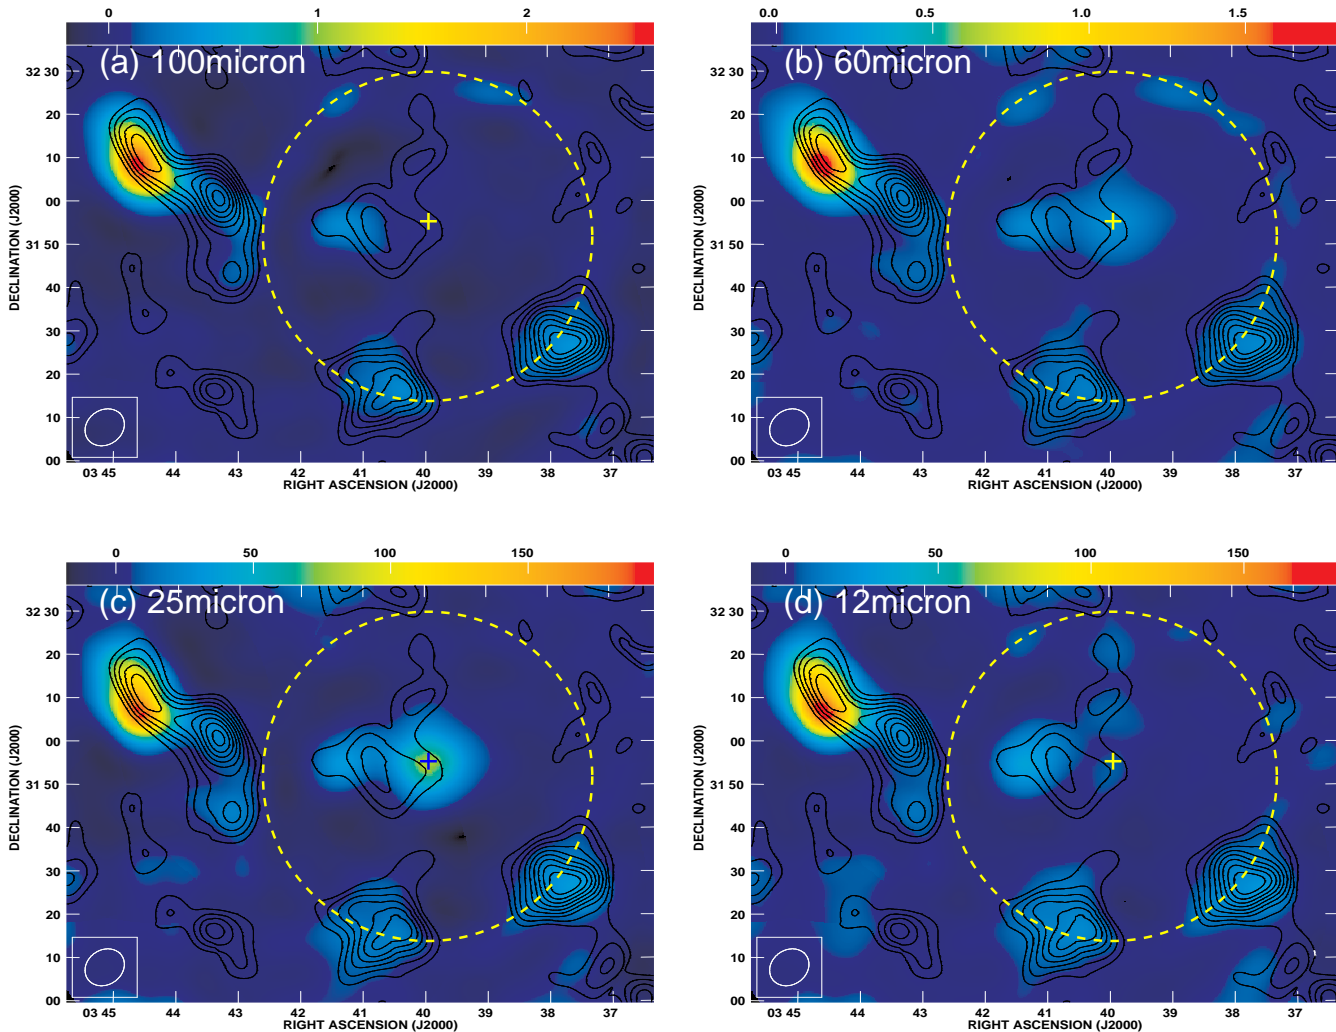 0 1 2
(a) 100micron
32 30
20
10
00
31 50
40
30
20
10
00
DECLINATION (J2000)
03 45 44 43 42 41 40 39 38 37
RIGHT ASCENSION (J2000)
0.0 0.5 1.0 1.5
(b) 60micron
32 30
20
10
00
31 50
40
30
20
10
00
DECLINATION (J2000)
03 45 44 43 42 41 40 39 38 37
RIGHT ASCENSION (J2000)
0 50 100 150
(c) 25micron
32 30
20
10
00
31 50
40
30
20
10
00
DECLINATION (J2000)
03 45 44 43 42 41 40 39 38 37
RIGHT ASCENSION (J2000)
0 50 100 150
(d) 12micron
32 30
20
10
00
31 50
40
30
20
10
00
DECLINATION (J2000)
03 45 44 43 42 41 40 39 38 37
RIGHT ASCENSION (J2000)